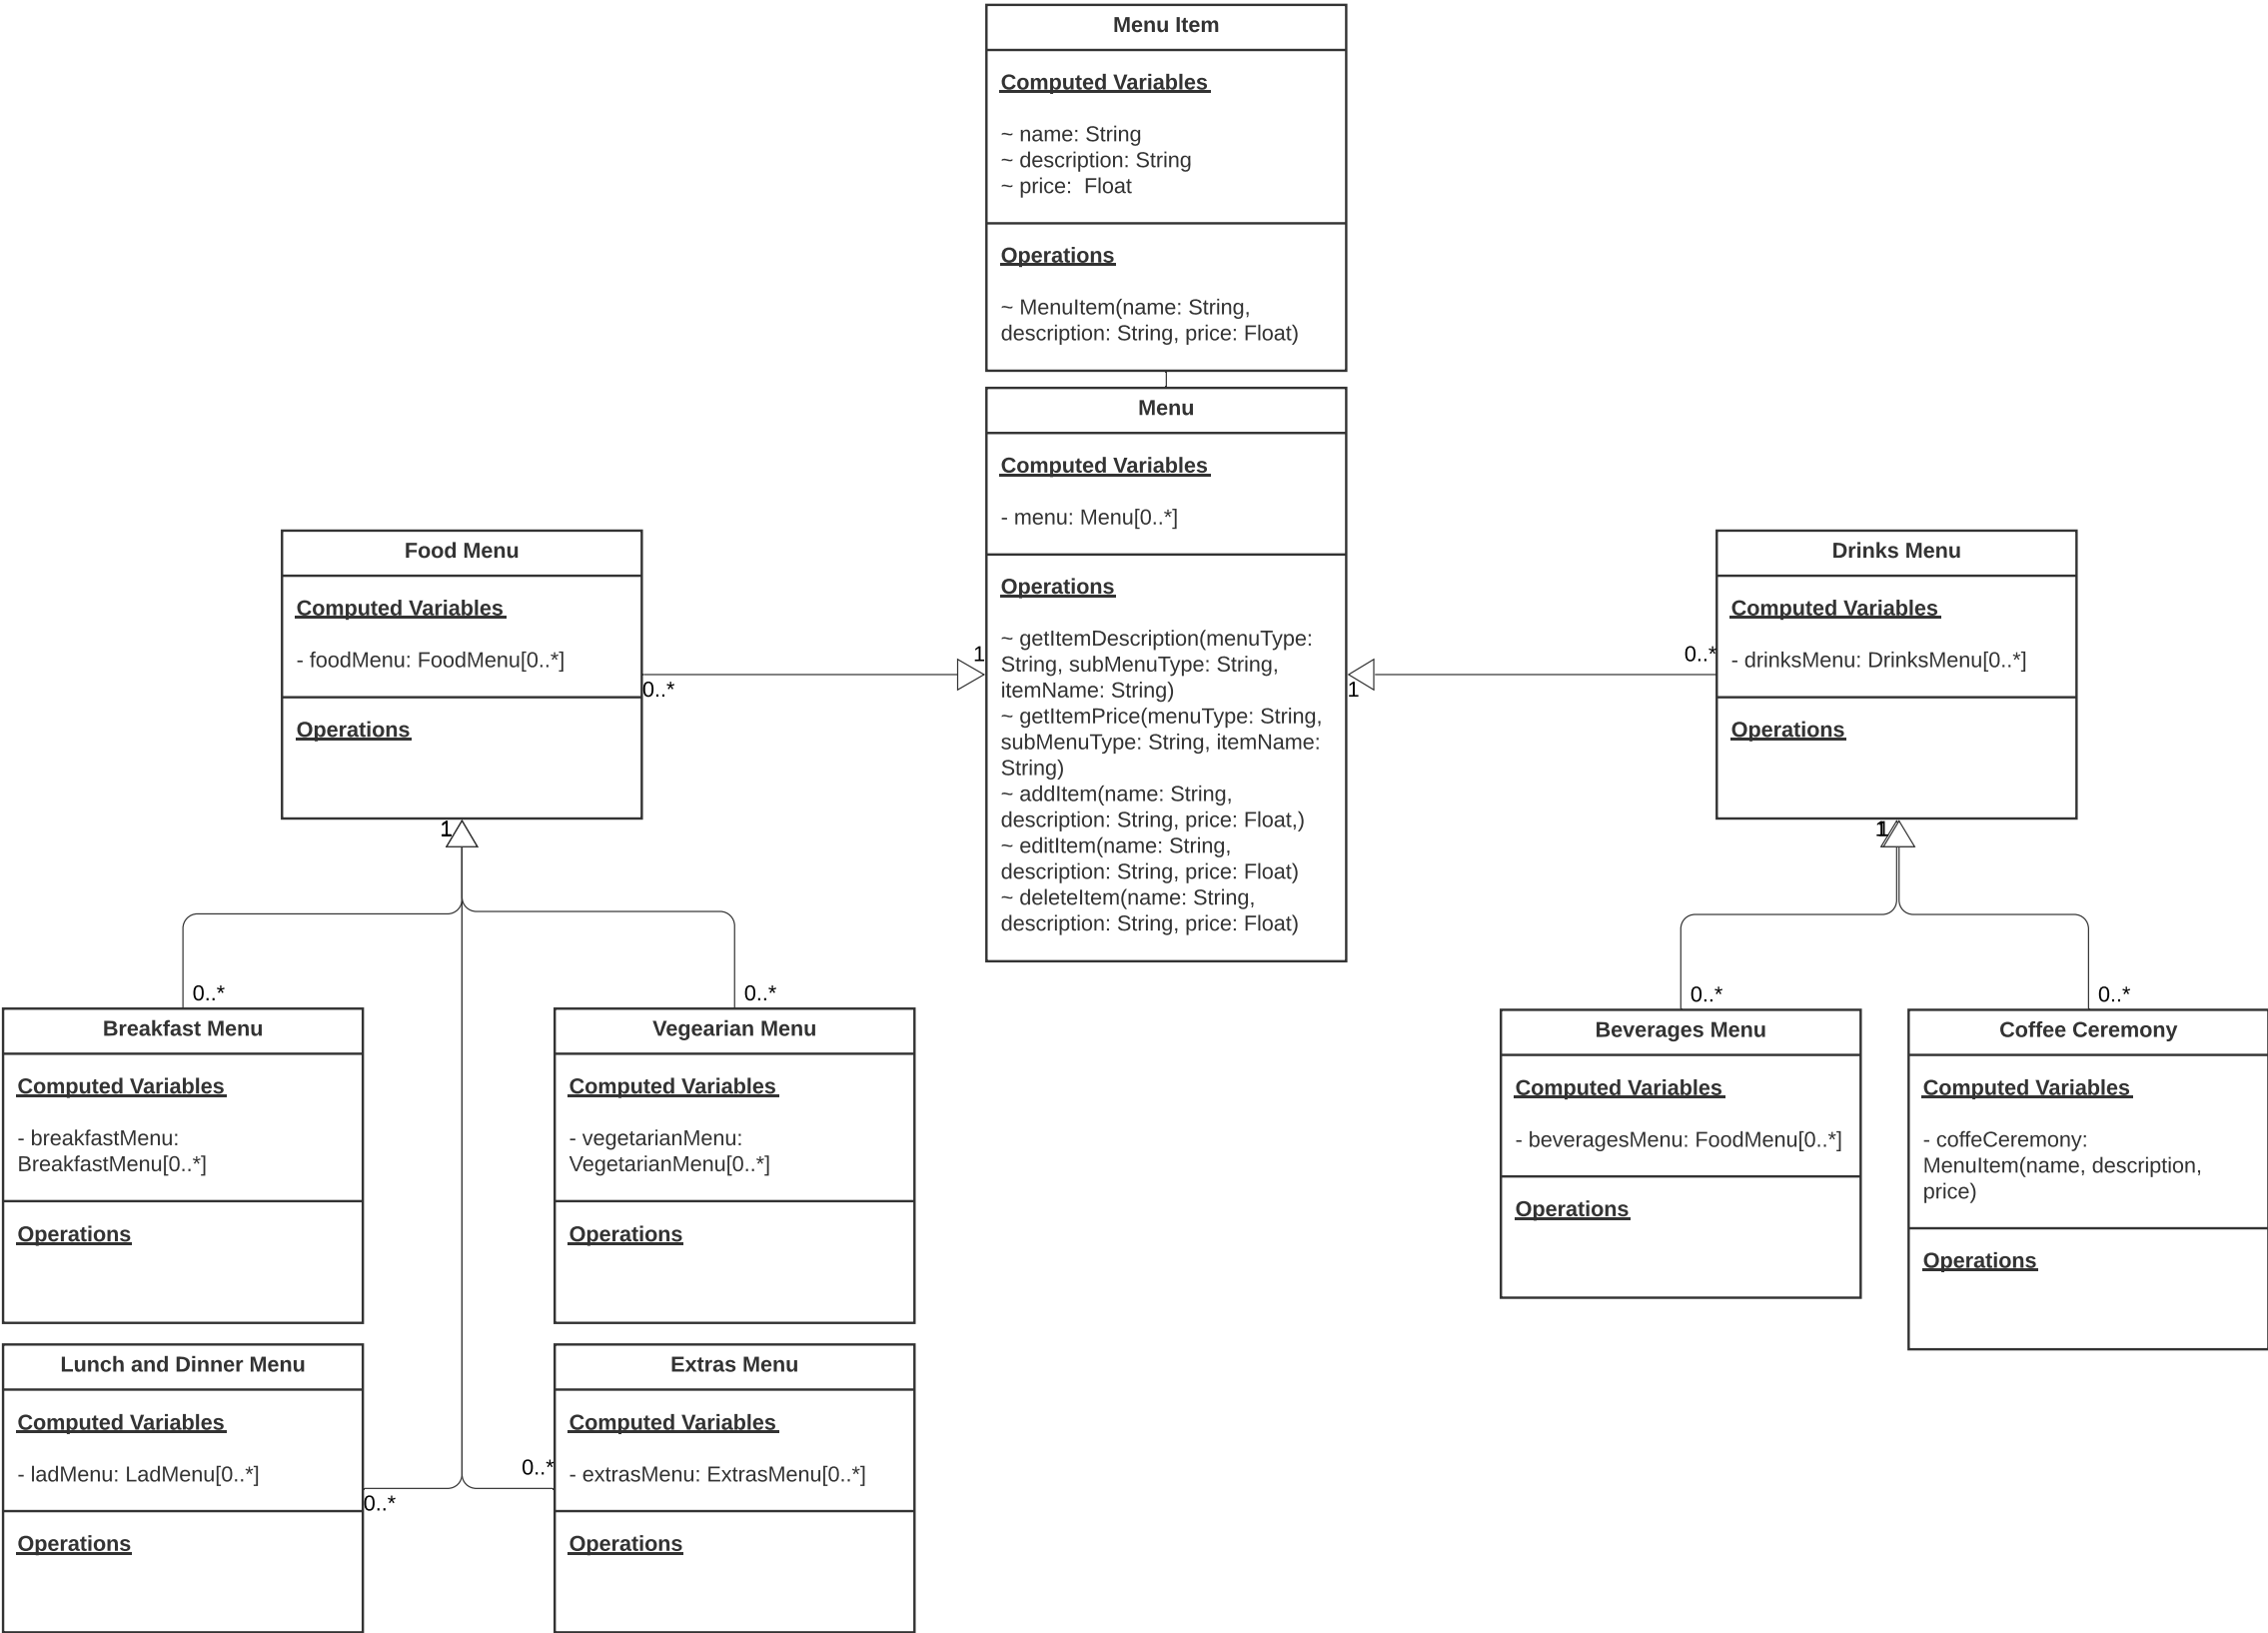 Menu Item
Computed Variables
~ name: String
~ description: String
~ price:  Float
Operations
~ MenuItem(name: String,
description: String, price: Float)
Menu
Computed Variables
- menu: Menu[0..*]
Operations
~ getItemDescription(menuType:
String, subMenuType: String,
itemName: String)
~ getItemPrice(menuType: String,
subMenuType: String, itemName:
String)
~ addItem(name: String,
description: String, price: Float,)
~ editItem(name: String,
description: String, price: Float)
~ deleteItem(name: String,
description: String, price: Float)
Food Menu
Computed Variables
- foodMenu: FoodMenu[0..*]
Operations
0..*
1
Drinks Menu
Computed Variables
- drinksMenu: DrinksMenu[0..*]
Operations
0..*
1
1
0..*
0..*
Breakfast Menu
Computed Variables
- breakfastMenu:
BreakfastMenu[0..*]
Operations
Vegearian Menu
Computed Variables
- vegetarianMenu:
VegetarianMenu[0..*]
Operations
Lunch and Dinner Menu
Computed Variables
- ladMenu: LadMenu[0..*]
Operations
0..*
0..*
Extras Menu
Computed Variables
- extrasMenu: ExtrasMenu[0..*]
Operations
1
1
0..*
0..*
Beverages Menu
Computed Variables
- beveragesMenu: FoodMenu[0..*]
Operations
Coffee Ceremony
Computed Variables
- coffeCeremony:
MenuItem(name, description,
price)
Operations